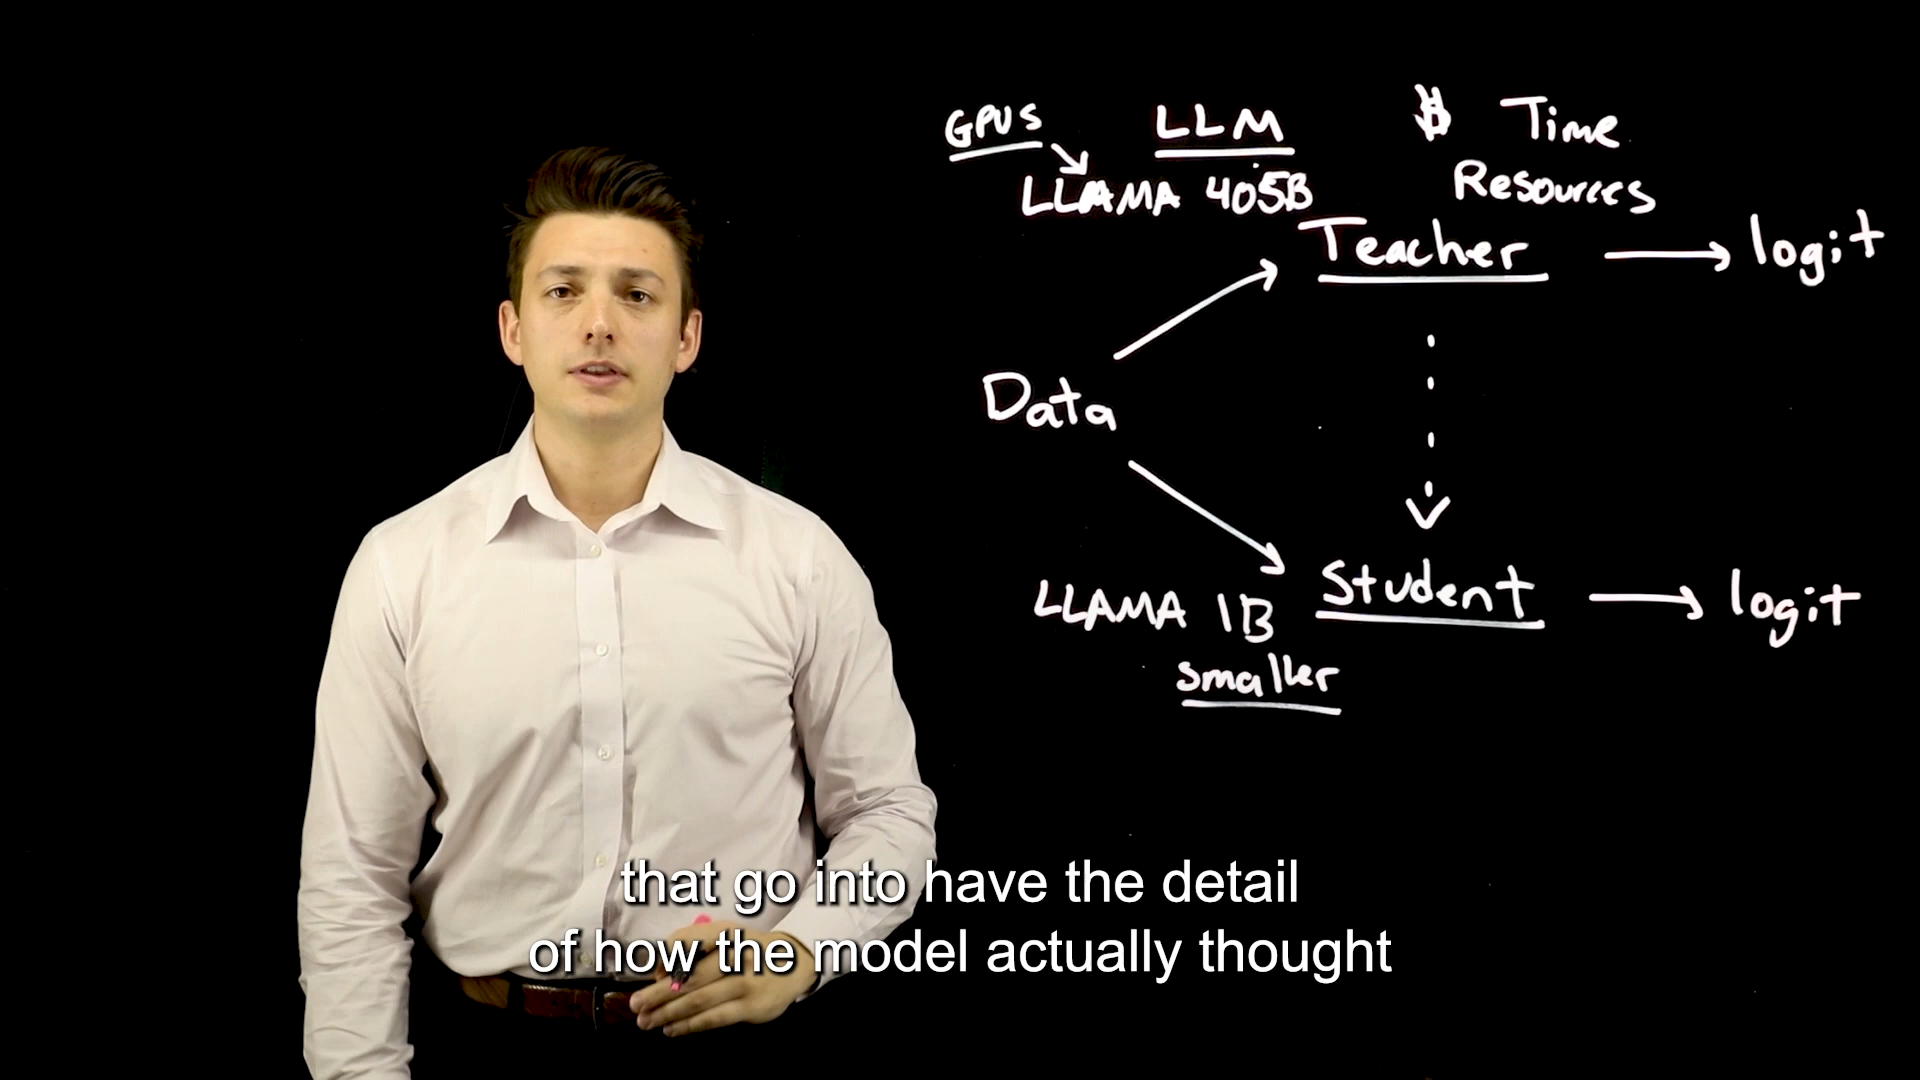 GPUS LLM $ Time
LLAMA 405B Resources
Teacher → logit
Data
Student → logit
LLAMA 1B
smaller
that go into have the detail
of how the model actually thought